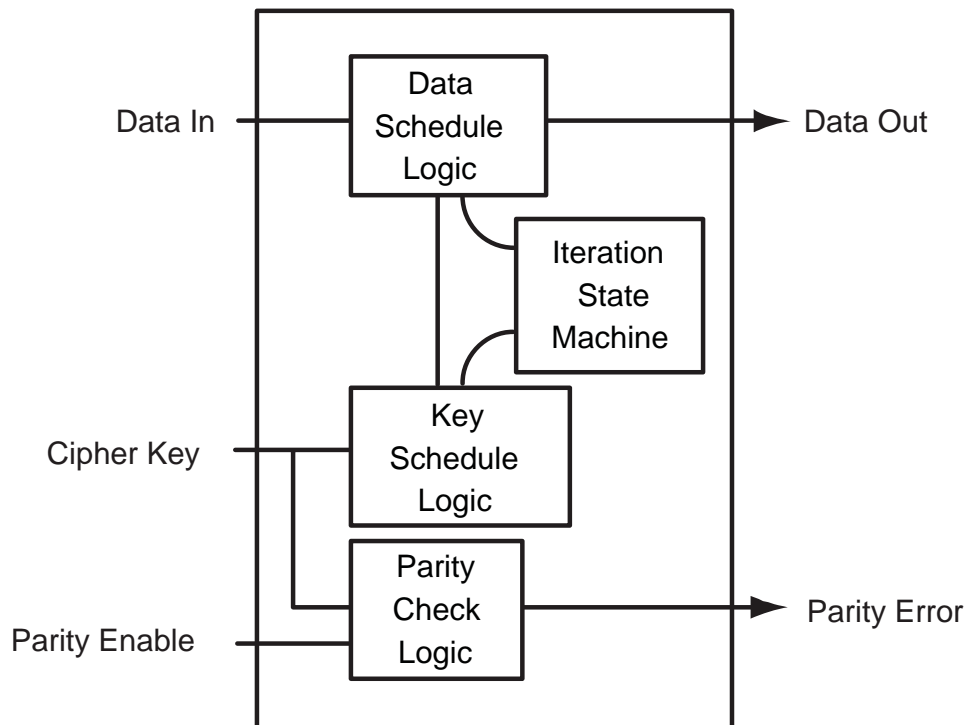 Data
Schedule
Logic
Data In
Data Out
Iteration
State
Machine
Key
Schedule
Logic
Cipher Key
Parity
Check
Logic
Parity Enable
Parity Error